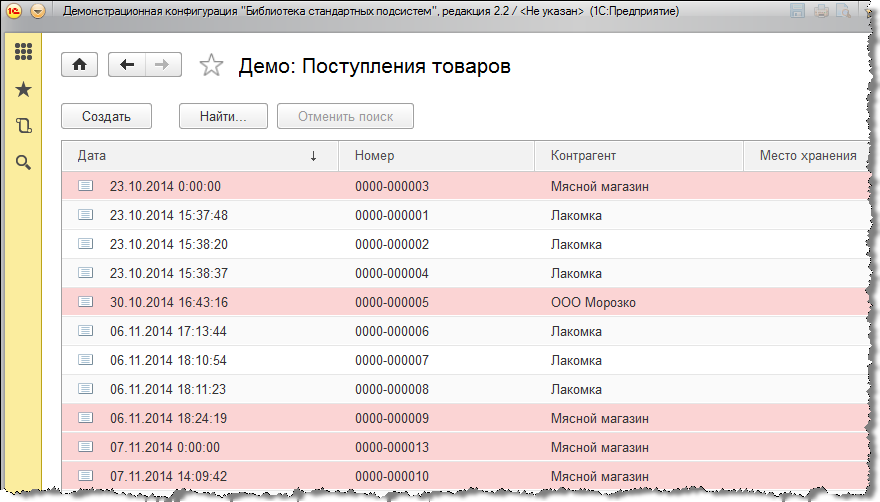 Демонстрационная конфигурация "Библиотека стандартных подсистем", редакция 2.2 / <Не указан> (1С:Предприятие)
Демо: Поступления товаров
Создать Найти... Отменить поиск
Дата ↓ Номер Контрагент Место хранения
23.10.2014 0:00:00 0000-000003 Мясной магазин
23.10.2014 15:37:48 0000-000001 Лакомка
23.10.2014 15:38:20 0000-000002 Лакомка
23.10.2014 15:38:37 0000-000004 Лакомка
30.10.2014 16:43:16 0000-000005 ООО Морозко
06.11.2014 17:13:44 0000-000006 Лакомка
06.11.2014 18:10:54 0000-000007 Лакомка
06.11.2014 18:11:23 0000-000008 Лакомка
06.11.2014 18:24:19 0000-000009 Мясной магазин
07.11.2014 0:00:00 0000-000013 Мясной магазин
07.11.2014 14:09:42 0000-000010 Мясной магазин